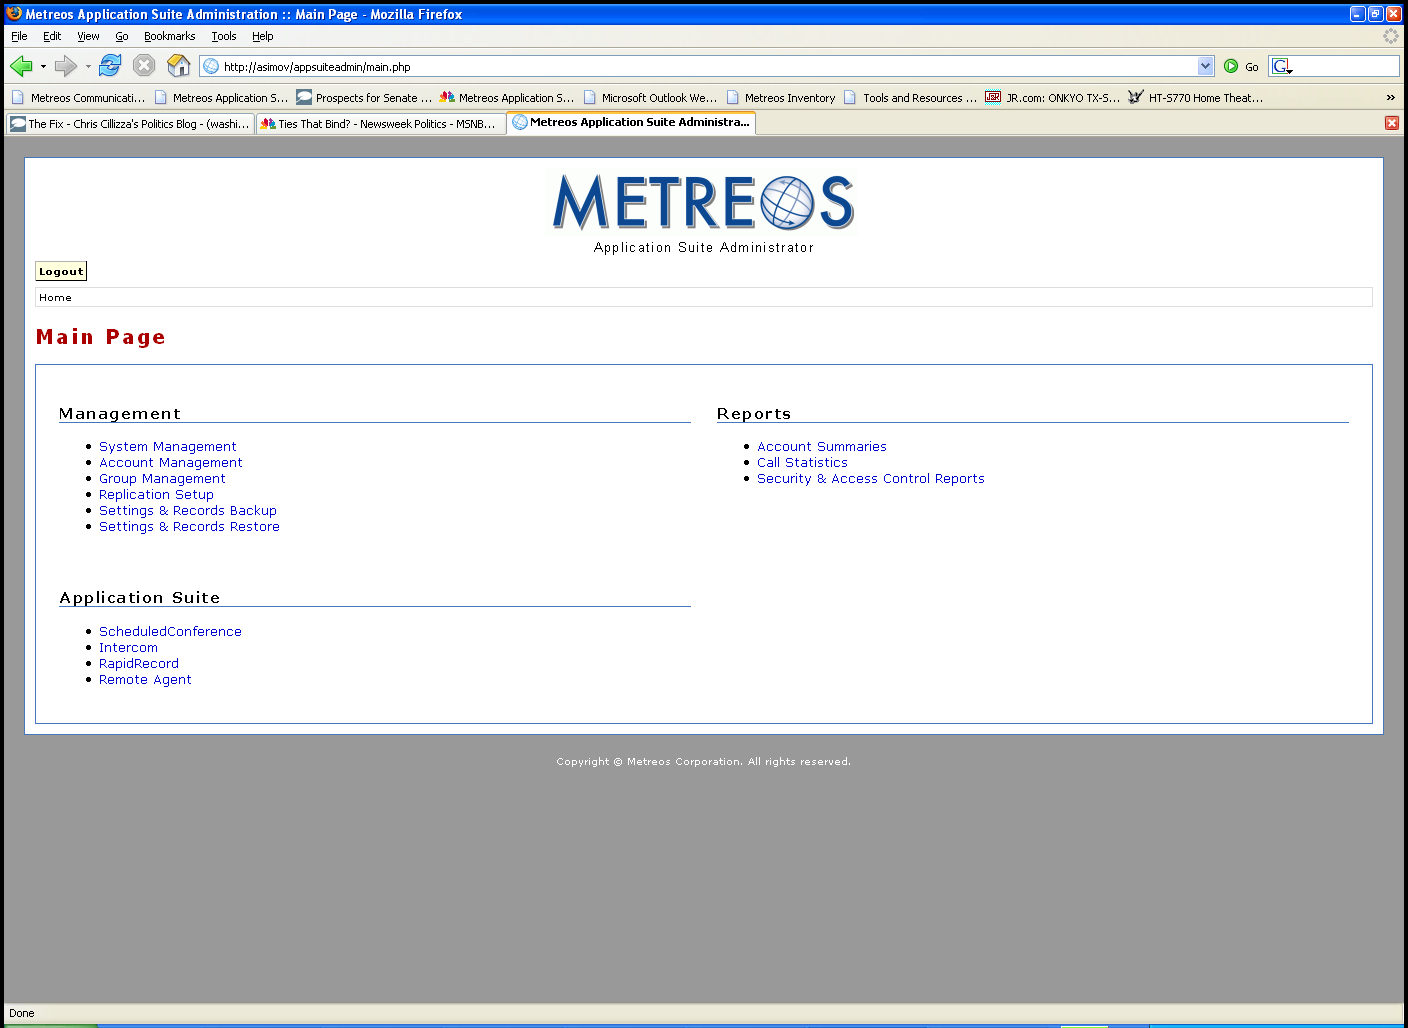 Metreos Application Suite Administration :: Main Page - Mozilla Firefox
File Edit View Go Bookmarks Tools Help
http://asimov/appsuiteadmin/main.php Go G
Metreos Communicati... Metreos Application S... Prospects for Senate ... Metreos Application S... Microsoft Outlook We... Metreos Inventory Tools and Resources ... J&R JR.com: ONKYO TX-S... HT-S770 Home Theat... »
The Fix - Chris Cillizza's Politics Blog - (washi... Ties That Bind? - Newsweek Politics - MSNB... Metreos Application Suite Administra...
METREOS
Application Suite Administrator
Logout
Home
Main Page
Management
System Management
Account Management
Group Management
Replication Setup
Settings & Records Backup
Settings & Records Restore
Reports
Account Summaries
Call Statistics
Security & Access Control Reports
Application Suite
ScheduledConference
Intercom
RapidRecord
Remote Agent
Copyright © Metreos Corporation. All rights reserved.
Done